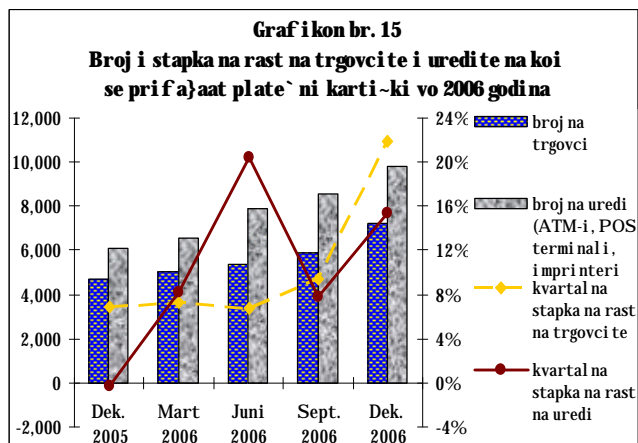 Grafikon br. 15
Broj i stapka na rast na trgovcite i uredite na koi
se prifa}aat plate`ni karti~ki vo 2006 godina
12,000
10,000
8,000
6,000
4,000
2,000
0
-2,000
24%
20%
16%
12%
8%
4%
0%
-4%
Dek.
2005
Mart
2006
Juni
2006
Sept.
2006
Dek.
2006
broj na
trgovci
broj na uredi
(ATM-i, POS
terminali,
imprinteri
kvartalna
stapka na rast
na trgovcite
kvartalna
stapka na rast
na uredi